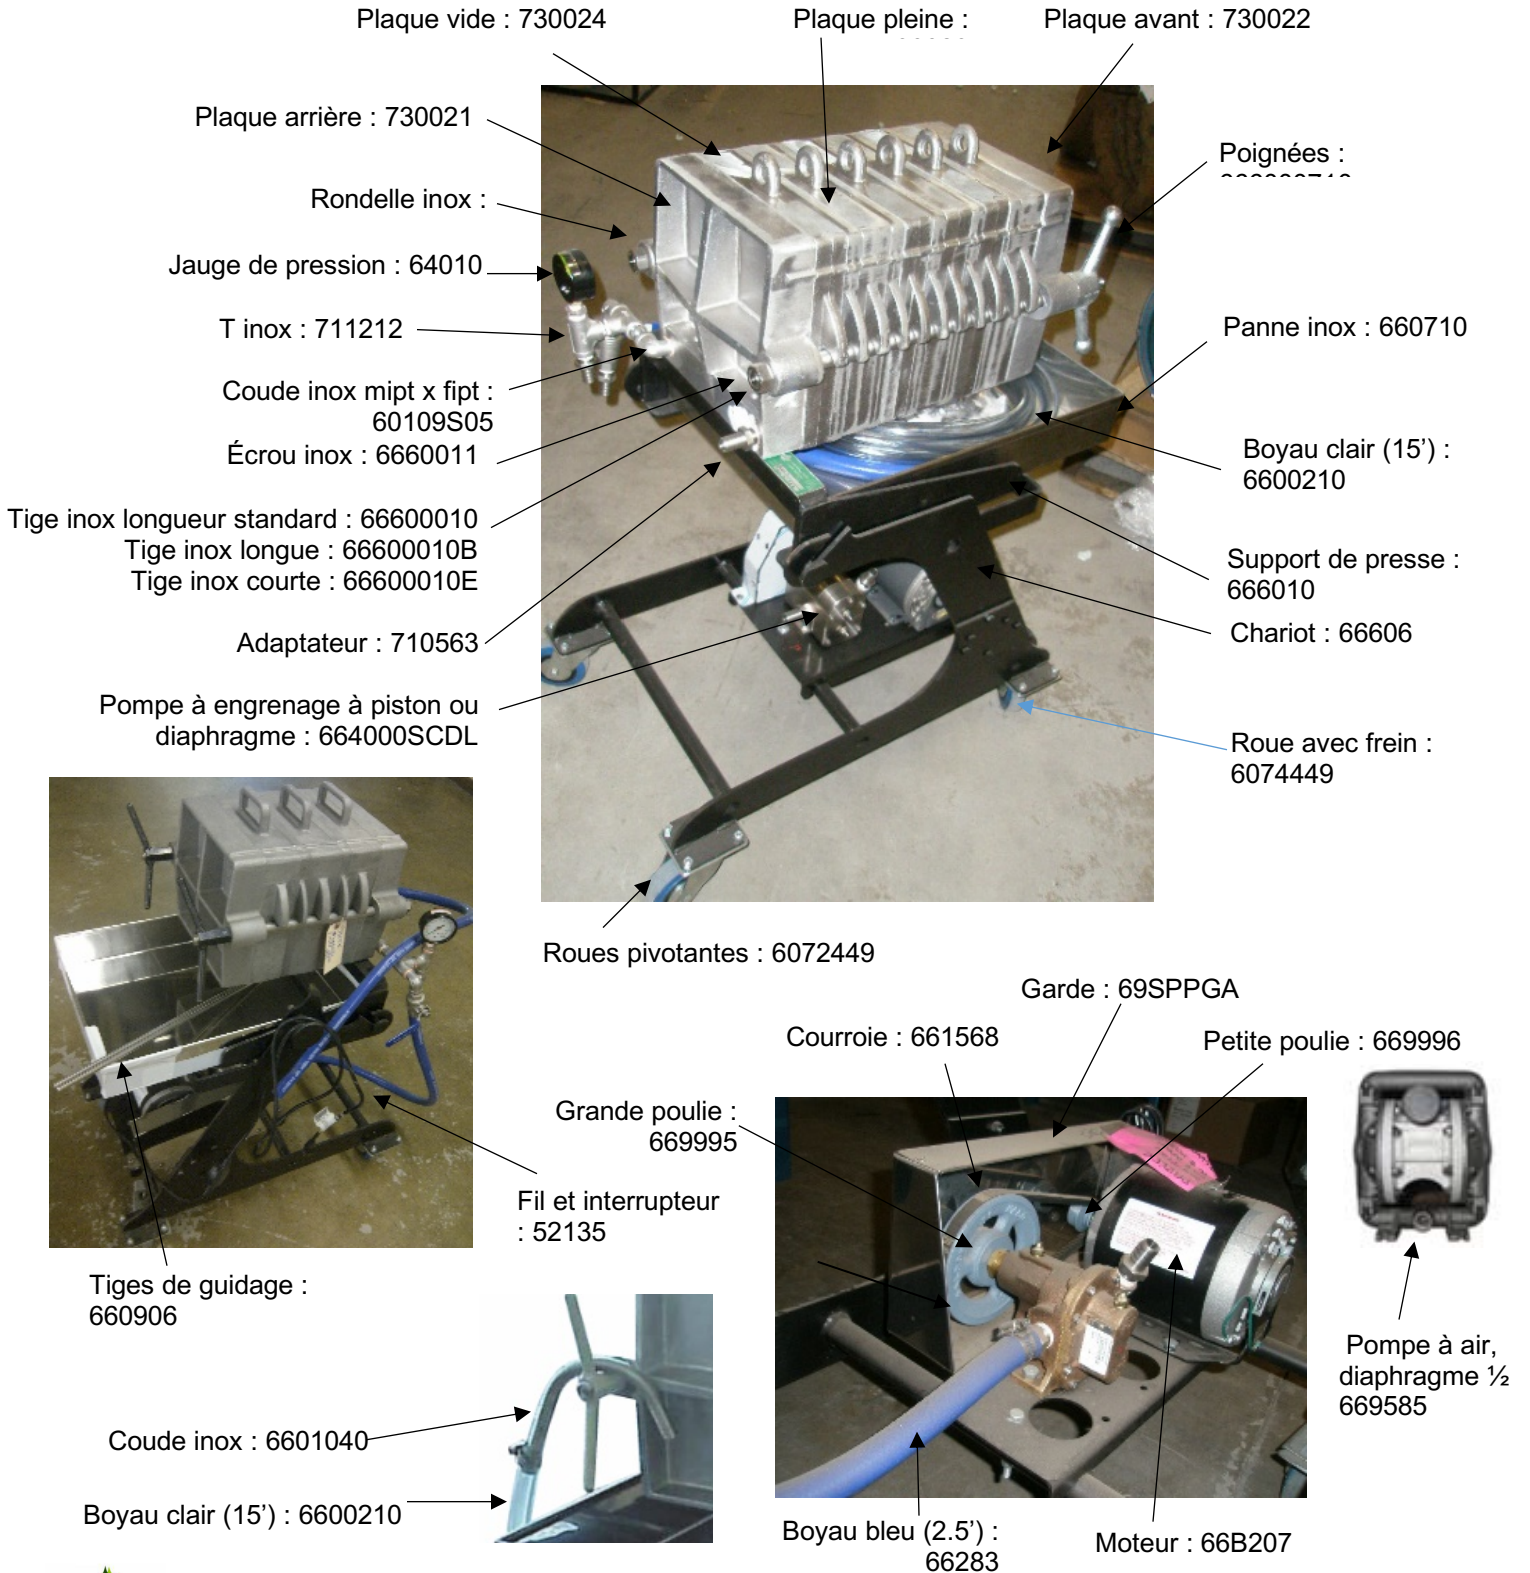 Plaque vide : 730024
Plaque pleine :
Plaque avant : 730022
Plaque arrière : 730021
Poignées :
Rondelle inox :
Jauge de pression : 64010
T inox : 711212
Panne inox : 660710
Coude inox mipt x fipt :
60109S05
Écrou inox : 6660011
Boyau clair (15’) :
6600210
Tige inox longueur standard : 66600010
Tige inox longue : 66600010B
Tige inox courte : 66600010E
Support de presse :
666010
Adaptateur : 710563
Chariot : 66606
Pompe à engrenage à piston ou
diaphragme : 664000SCDL
Roue avec frein :
6074449
Roues pivotantes : 6072449
Garde : 69SPPGA
Courroie : 661568
Petite poulie : 669996
Grande poulie :
669995
Fil et interrupteur
: 52135
Tiges de guidage :
660906
Pompe à air,
diaphragme ½
669585
Coude inox : 6601040
Boyau clair (15’) : 6600210
Boyau bleu (2.5’) :
66283
Moteur : 66B207